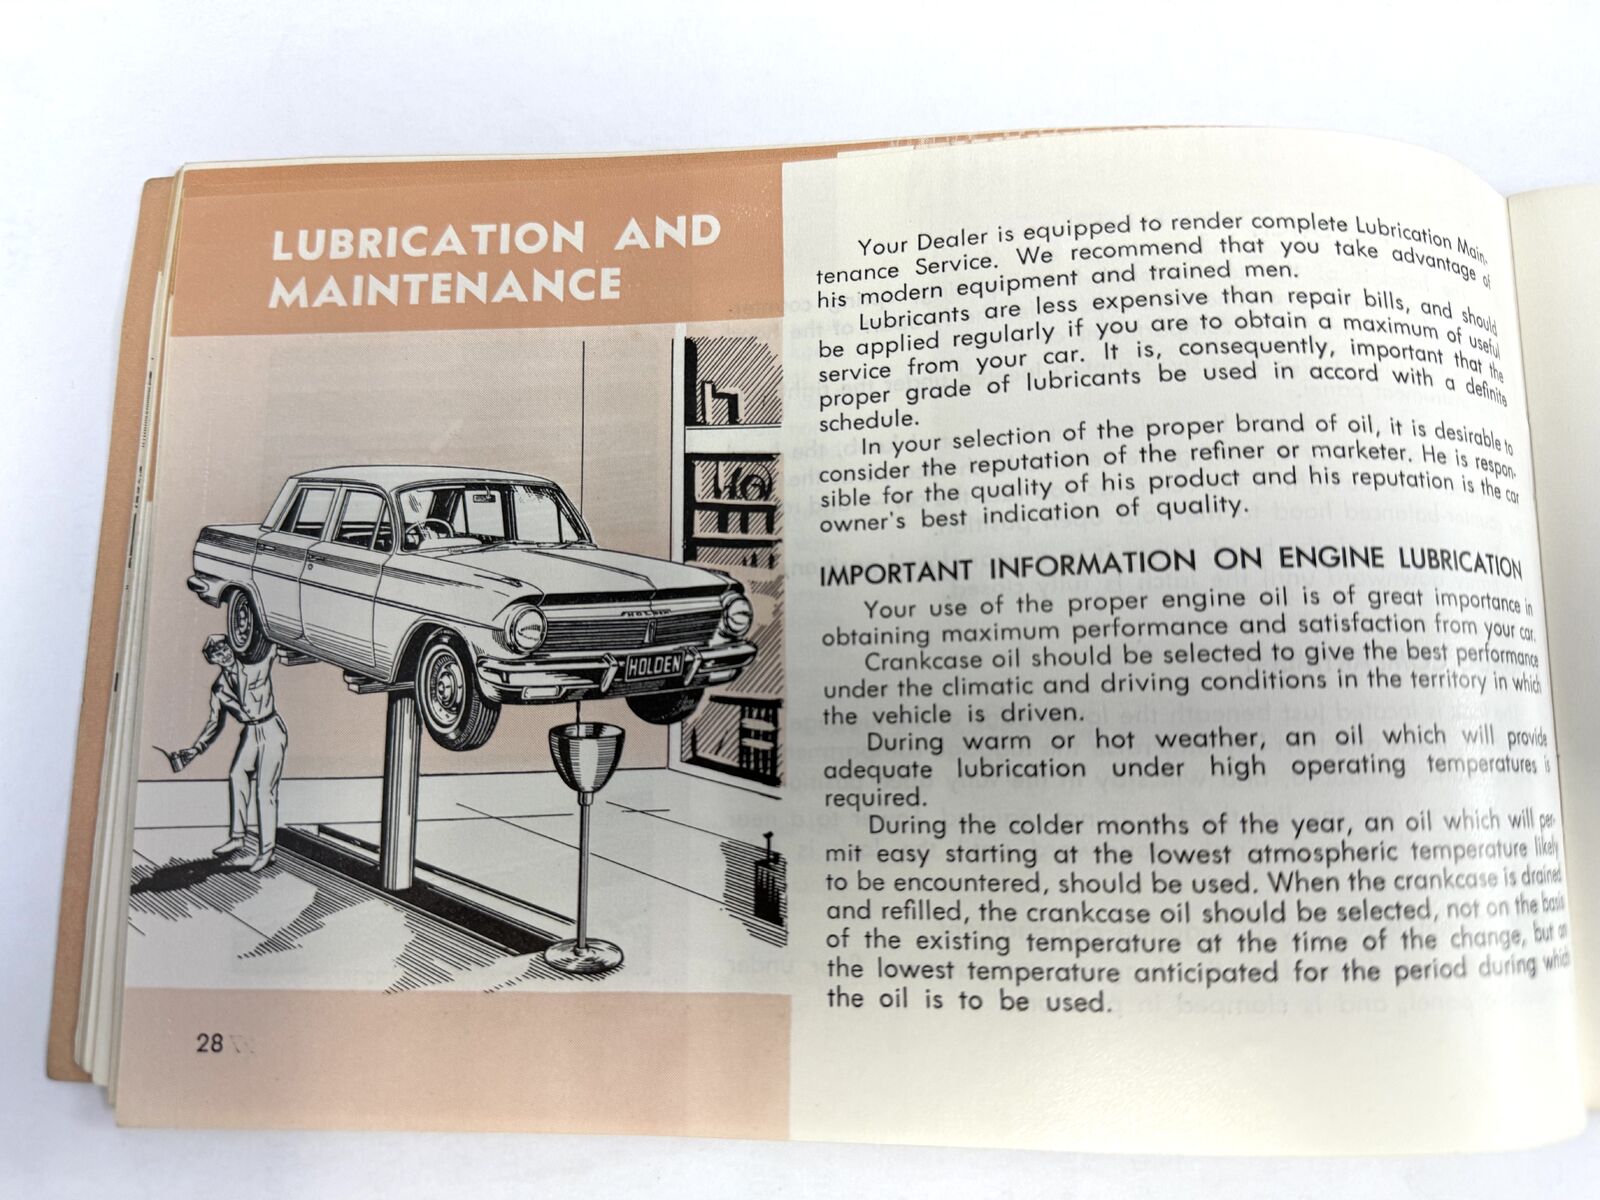 LUBRICATION AND
MAINTENANCE
HOLDEN
HOLDEN
28
Your Dealer is equipped to render complete Lubrication Main-
tenance Service. We recommend that you take advantage of
his modern equipment and trained men.
Lubricants are less expensive than repair bills, and should
be applied regularly if you are to obtain a maximum of useful
service from your car. It is, consequently, important that the
proper grade of lubricants be used in accord with a definite
schedule.
In your selection of the proper brand of oil, it is desirable to
consider the reputation of the refiner or marketer. He is respon-
sible for the quality of his product and his reputation is the car
owner's best indication of quality.
IMPORTANT INFORMATION ON ENGINE LUBRICATION
Your use of the proper engine oil is of great importance in
obtaining maximum performance and satisfaction from your car.
Crankcase oil should be selected to give the best performance
under the climatic and driving conditions in the territory in which
the vehicle is driven.
During warm or hot weather, an oil which will provide
adequate lubrication under high operating temperatures is
required.
During the colder months of the year, an oil which will per-
mit easy starting at the lowest atmospheric temperature likely
to be encountered, should be used. When the crankcase is drained
and refilled, the crankcase oil should be selected, not on the basis
of the existing temperature at the time of the change, but on
the lowest temperature anticipated for the period during which
the oil is to be used.